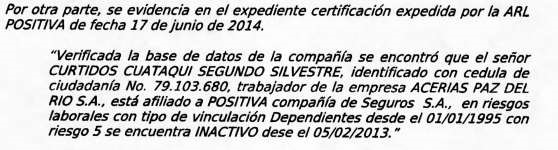 Por otra parte, se evidencia en el expediente certificación expedida por la ARL
POSITIVA de fecha 17 de junio de 2014.
"Verificada la base de datos de la compañía se encontró que el señor
CURTIDOS CUATAQUI SEGUNDO SILVESTRE, identificado con cedula de
ciudadanía No. 79.103.680, trabajador de la empresa ACERIAS PAZ DEL
RIO S.A., está afiliado a POSITIVA compañía de Seguros S.A., en riesgos
laborales con tipo de vinculación Dependientes desde el 01/01/1995 con
riesgo 5 se encuentra INACTIVO dese el 05/02/2013."